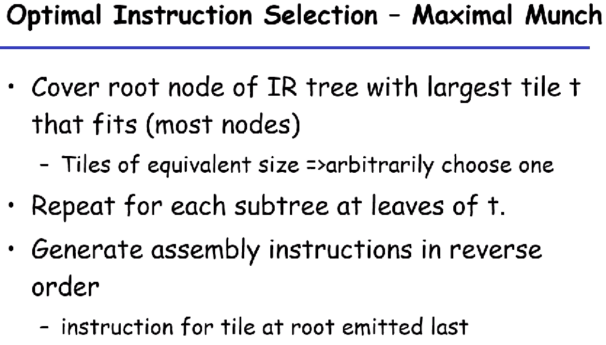 Optimal Instruction Selection – Maximal Munch
• Cover root node of IR tree with largest tile t
that fits (most nodes)
– Tiles of equivalent size =>arbitrarily choose one
• Repeat for each subtree at leaves of t.
• Generate assembly instructions in reverse
order
– instruction for tile at root emitted last